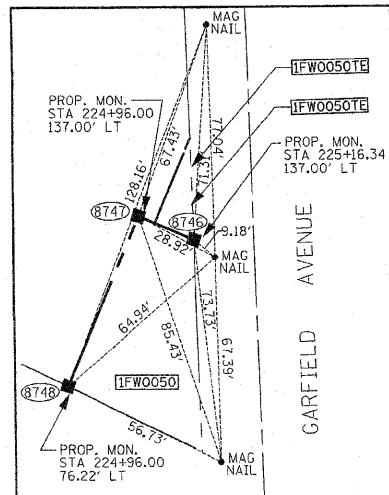 MAG
NAIL
1FW0050TE
PROP. MON.
STA 224+96.00
137.00' LT
1FW0050TE
PROP. MON.
STA 225+16.34
137.00' LT
77.04'
67.43'
128.16'
8747
8746
9.18'
28.92'
MAG
NAIL
64.94'
85.43'
73.73'
67.39'
GARFIELD AVENUE
8748
1FW0050
56.73'
PROP. MON.
STA 224+96.00
76.22' LT
MAG
NAIL